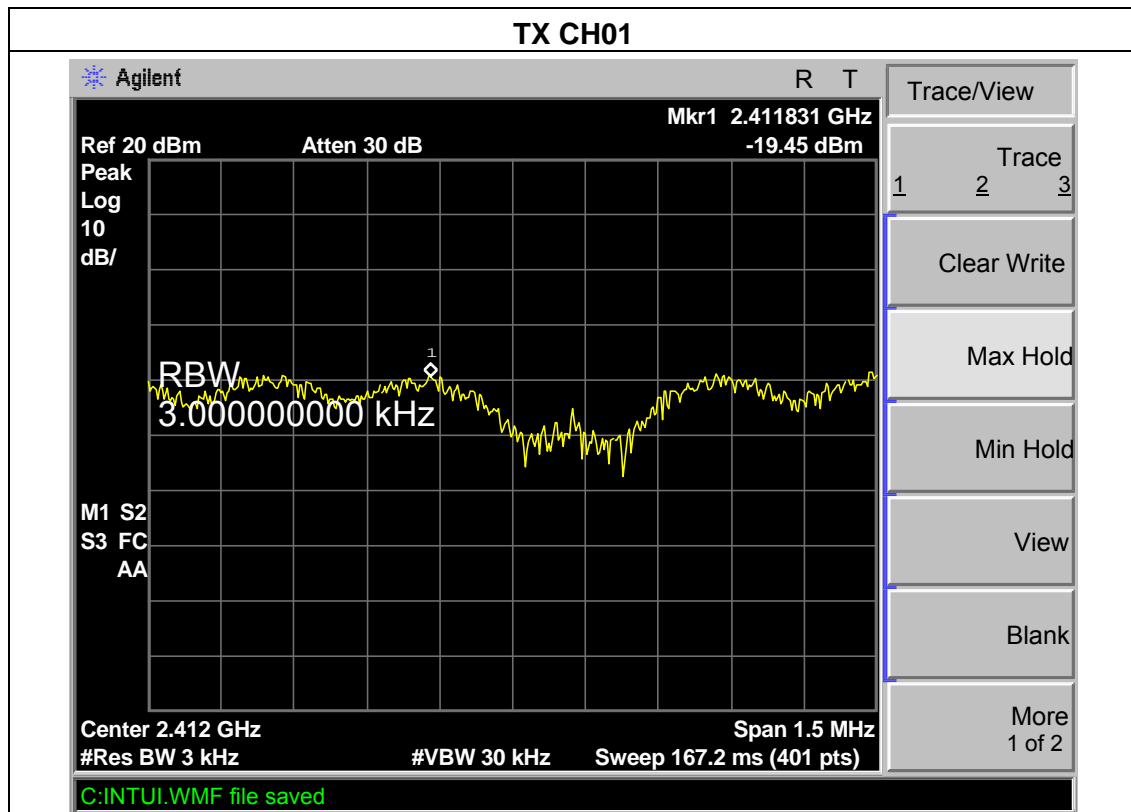 TX CH01
Agilent R T
Mkr1 2.411831 GHz
Ref 20 dBm Atten 30 dB -19.45 dBm
Peak
Log
10
dB/
1
RBW
3.000000000 kHz
M1 S2
S3 FC
AA
Center 2.412 GHz Span 1.5 MHz
#Res BW 3 kHz #VBW 30 kHz Sweep 167.2 ms (401 pts)
C:INTUI.WMF file saved
Trace/View
Trace
1 2 3
Clear Write
Max Hold
Min Hold
View
Blank
More
1 of 2